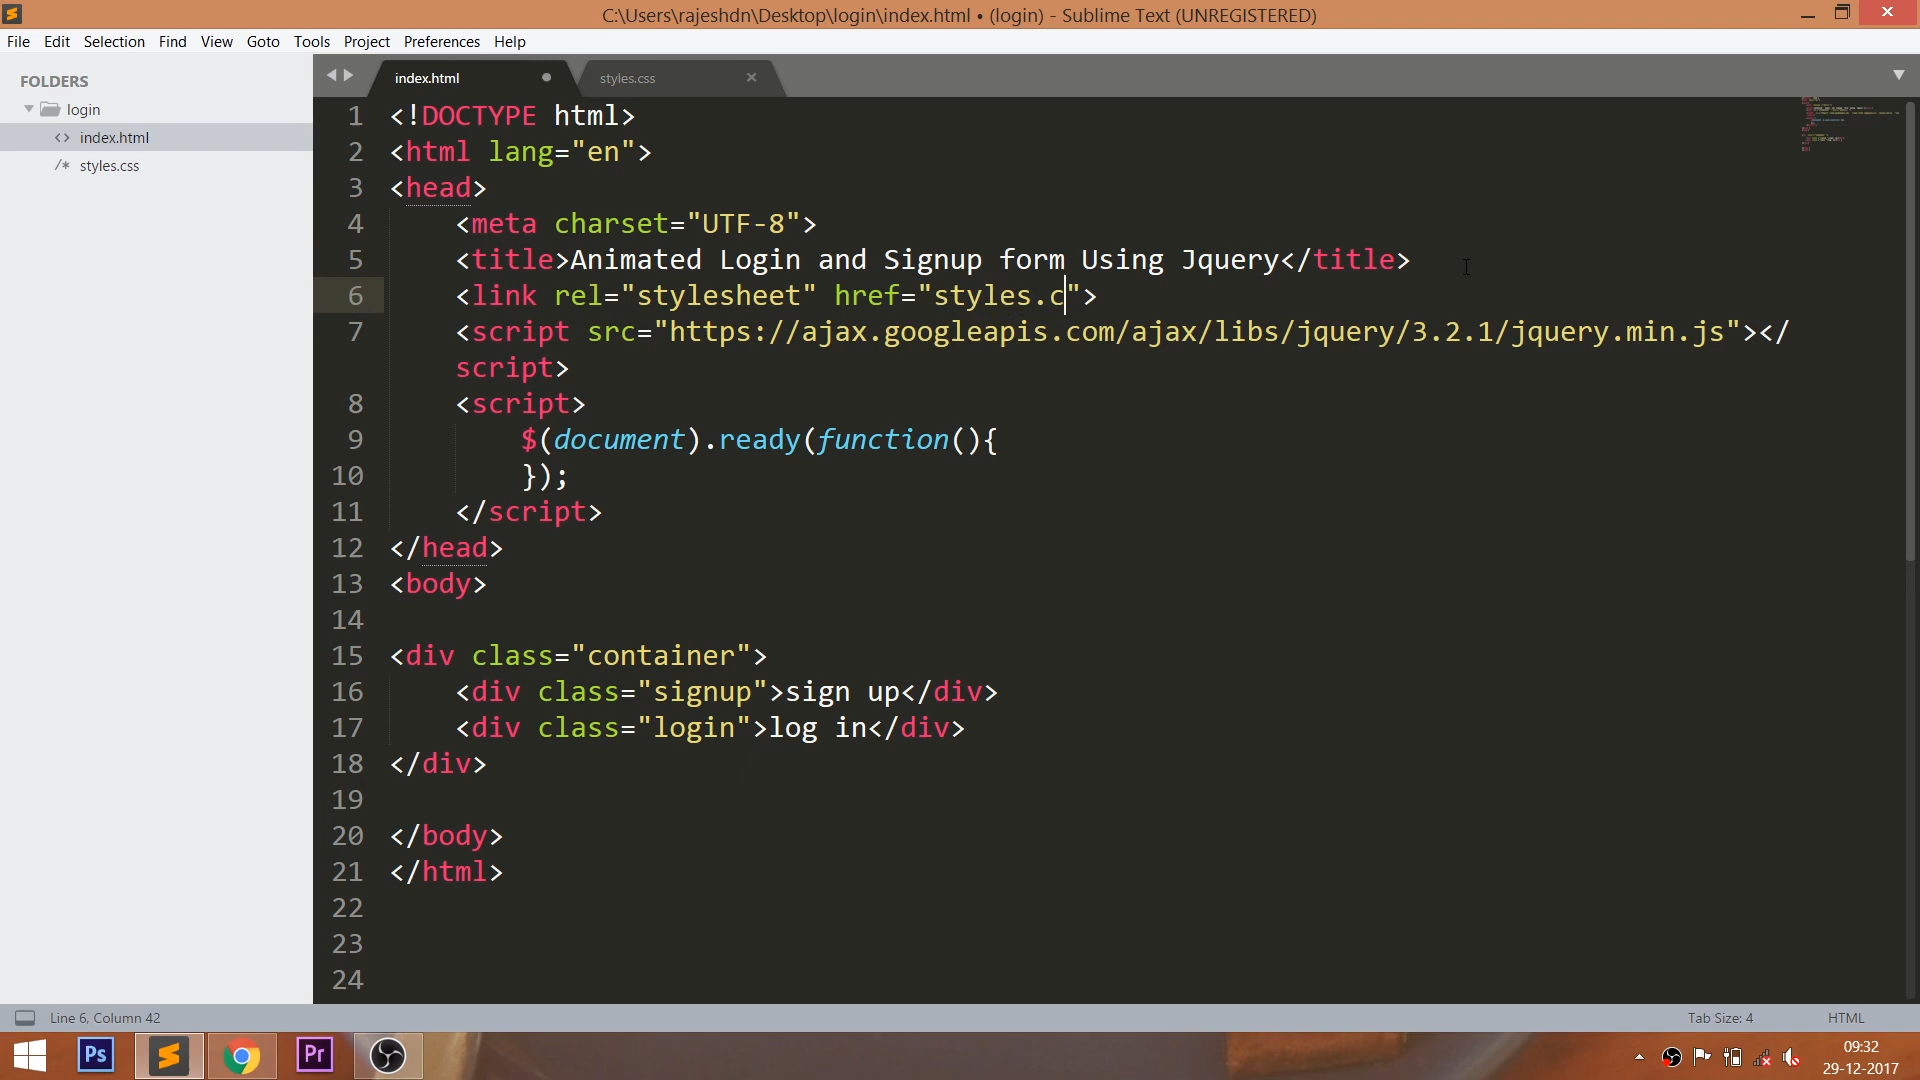 C:\Users\rajeshdn\Desktop\login\index.html • (login) - Sublime Text (UNREGISTERED)
File Edit Selection Find View Goto Tools Project Preferences Help
FOLDERS
login
index.html
styles.css
index.html styles.css
1 <!DOCTYPE html>
2 <html lang="en">
3 <head>
4 <meta charset="UTF-8">
5 <title>Animated Login and Signup form Using Jquery</title>
6 <link rel="stylesheet" href="styles.c">
7 <script src="https://ajax.googleapis.com/ajax/libs/jquery/3.2.1/jquery.min.js"></
script>
8 <script>
9 $(document).ready(function(){
10 });
11 </script>
12 </head>
13 <body>
14
15 <div class="container">
16 <div class="signup">sign up</div>
17 <div class="login">log in</div>
18 </div>
19
20 </body>
21 </html>
22
23
24
Line 6, Column 42 Tab Size: 4 HTML
Ps Pr
09:32
29-12-2017